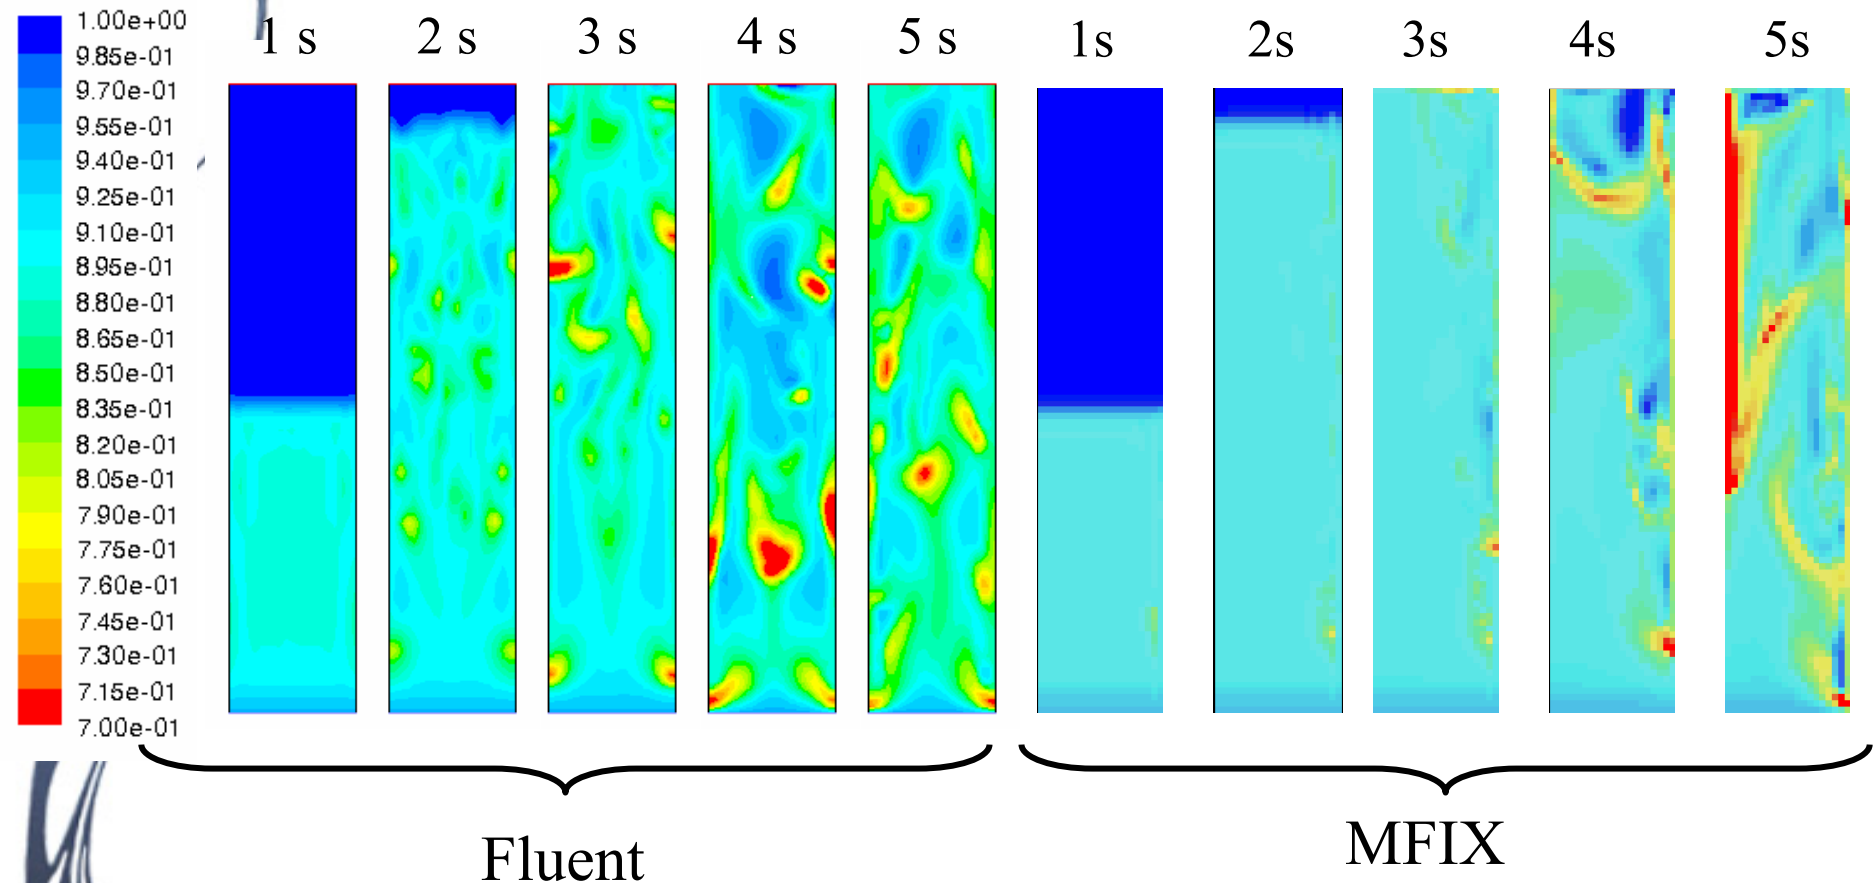 1 s 2 s 3 s 4 s 5 s 1s 2s 3s 4s 5s
1.00e+00
9.85e-01
9.70e-01
9.55e-01
9.40e-01
9.25e-01
9.10e-01
8.95e-01
8.80e-01
8.65e-01
8.50e-01
8.35e-01
8.20e-01
8.05e-01
7.90e-01
7.75e-01
7.60e-01
7.45e-01
7.30e-01
7.15e-01
7.00e-01
Fluent MFIX